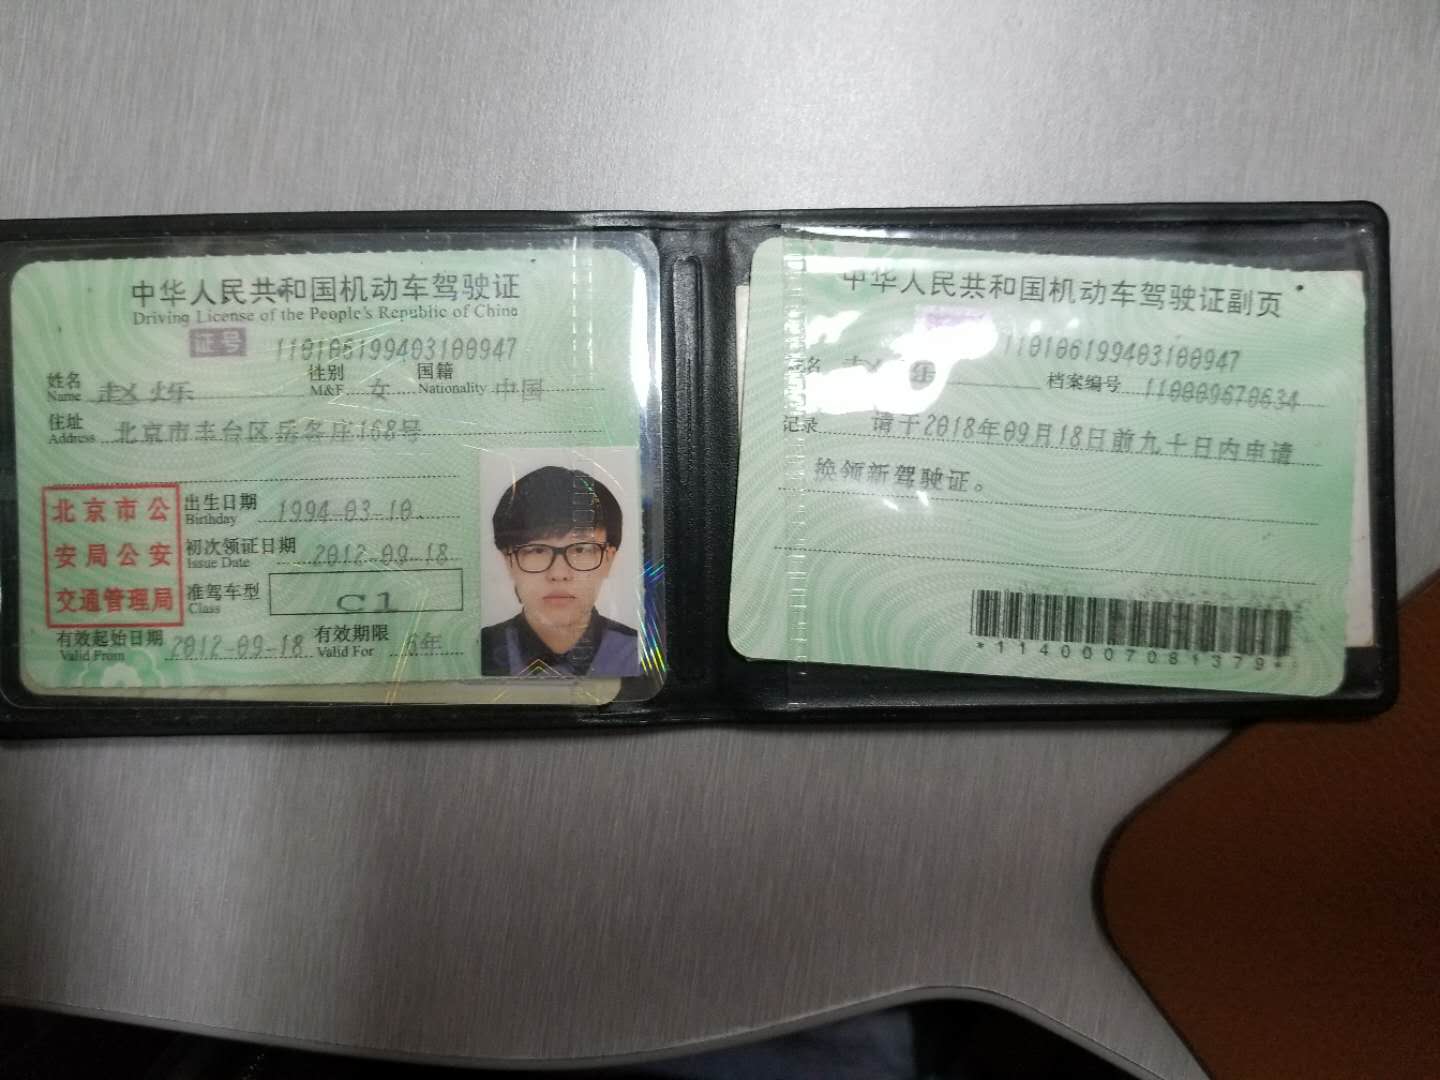 中华人民共和国机动车驾驶证
Driving License of the People's Republic of China
证号 110106199403100947
姓名 赵烁 性别 女 国籍 中国
Name M&F Nationality
住址 北京市丰台区岳各庄168号
Address
北京市公
安局公安
交通管理局
出生日期 1994-03-10
Birthday
初次领证日期 2012-09-18
Issue Date
准驾车型 C1
Class
有效起始日期 2012-09-18 有效期限 6年
Valid From Valid For
中华人民共和国机动车驾驶证副页
110106199403100947
档案编号 110009670634
记录 请于2018年09月18日前九十日内申请
换领新驾驶证。
*1140007081379*